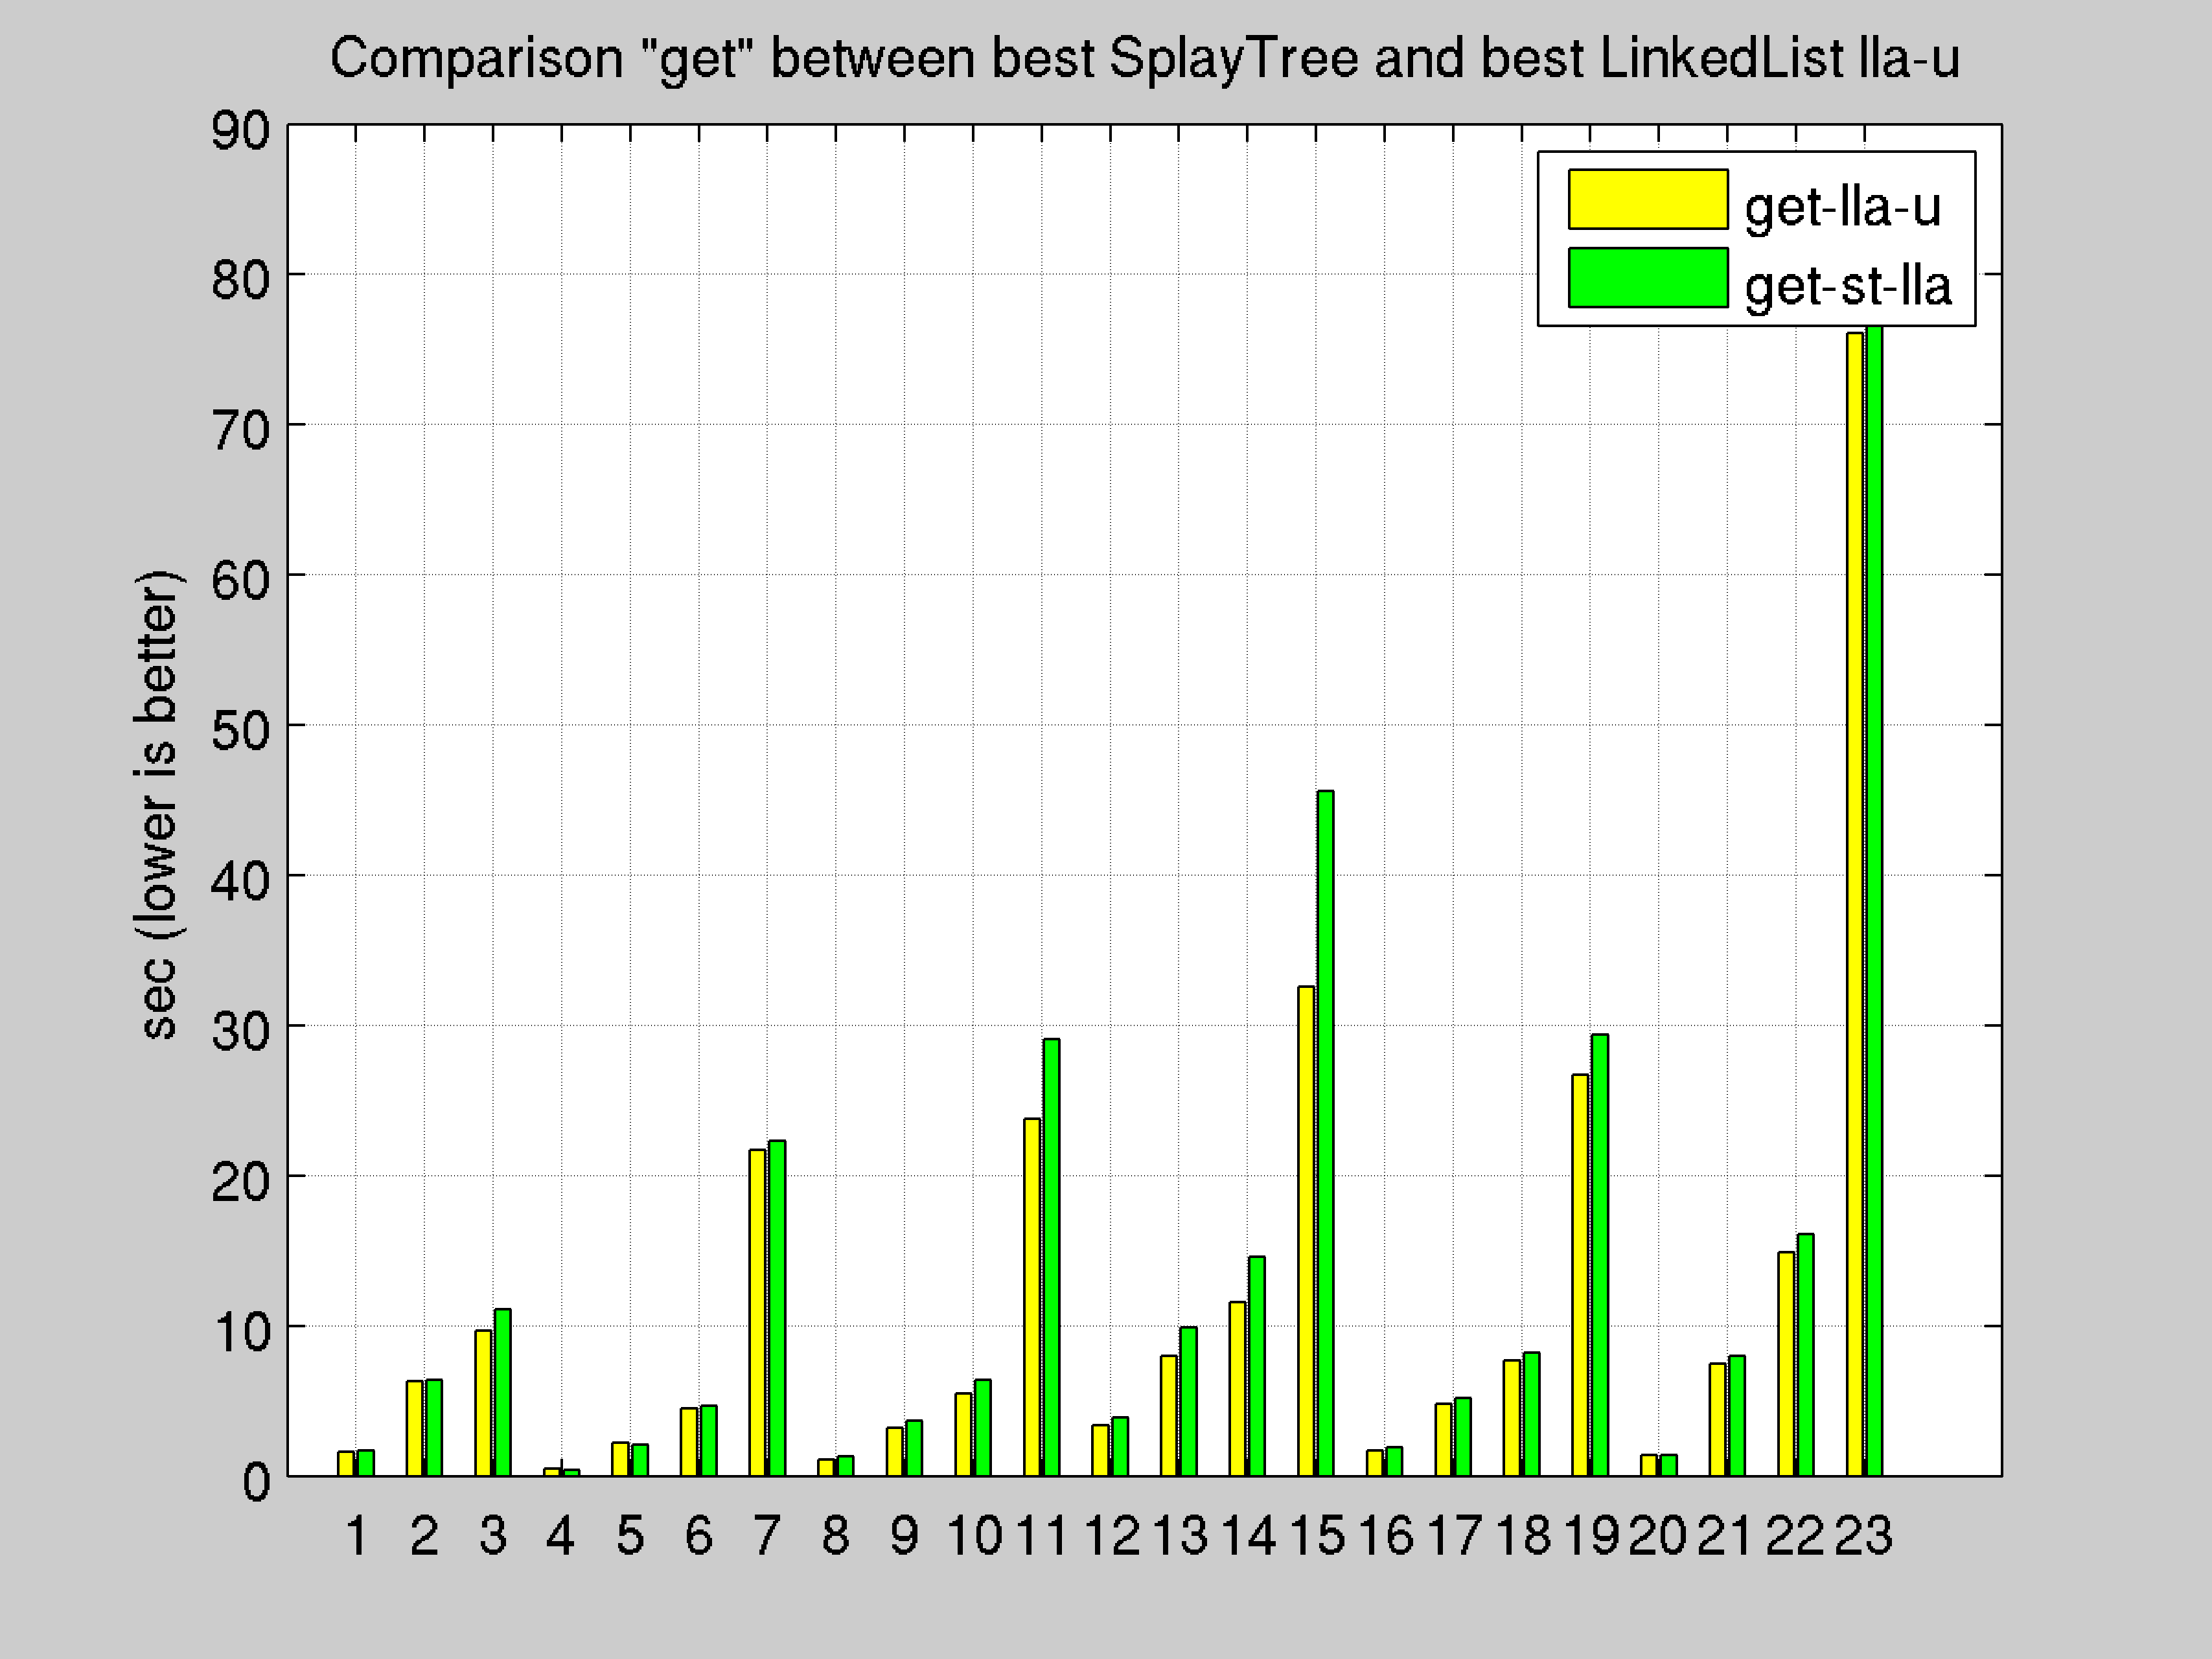 Comparison "get" between best SplayTree and best LinkedList lla-u
90
get-lla-u
get-st-lla
80
70
60
50
40
30
20
10
0
sec (lower is better)
1 2 3 4 5 6 7 8 9 10 11 12 13 14 15 16 17 18 19 20 21 22 23